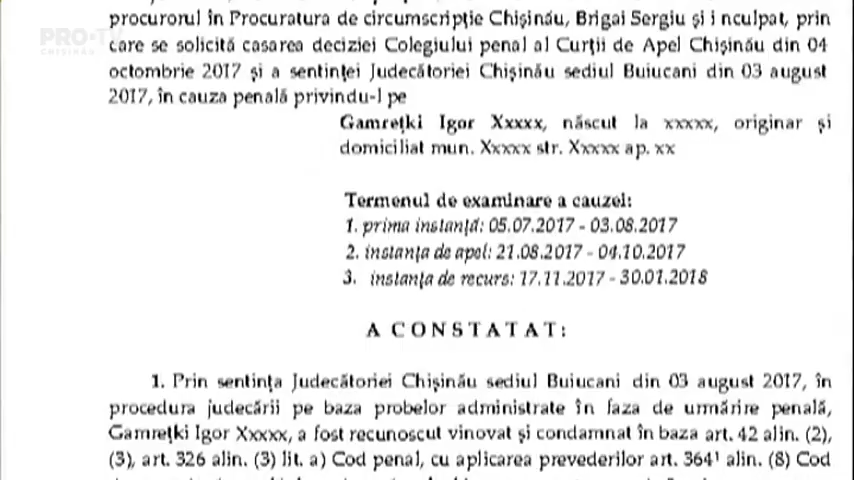 PRO TV
CHIȘINĂU
procurorul în Procuratura de circumscripție Chișinău, Brigai Sergiu și i nculpat, prin
care se solicită casarea deciziei Colegiului penal al Curții de Apel Chișinău din 04
octombrie 2017 și a sentinței Judecătoriei Chișinău sediul Buiucani din 03 august
2017, în cauza penală privindu-l pe
Gamrețki Igor Xxxxx, născut la xxxxx, originar și
domiciliat mun. Xxxxx str. Xxxxx ap. xx
Termenul de examinare a cauzei:
1. prima instanță: 05.07.2017 - 03.08.2017
2. instanța de apel: 21.08.2017 - 04.10.2017
3. instanța de recurs: 17.11.2017 - 30.01.2018
A CONSTATAT:
1. Prin sentința Judecătoriei Chișinău sediul Buiucani din 03 august 2017, în
procedura judecării pe baza probelor administrate în faza de urmărire penală,
Gamrețki Igor Xxxxx, a fost recunoscut vinovat și condamnat în baza art. 42 alin. (2),
(3), art. 326 alin. (3) lit. a) Cod penal, cu aplicarea prevederilor art. 364¹ alin. (8) Cod